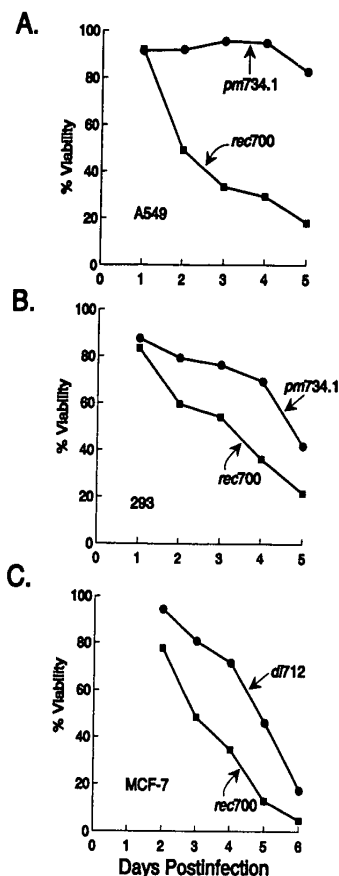 A.
100
80
60
40
20
0
% Viability
pm734.1
rec700
A549
0 1 2 3 4 5
B.
100
80
60
40
20
0
% Viability
pm734.1
rec700
293
0 1 2 3 4 5
C.
100
80
60
40
20
0
% Viability
dl712
rec700
MCF-7
0 1 2 3 4 5 6
Days Postinfection